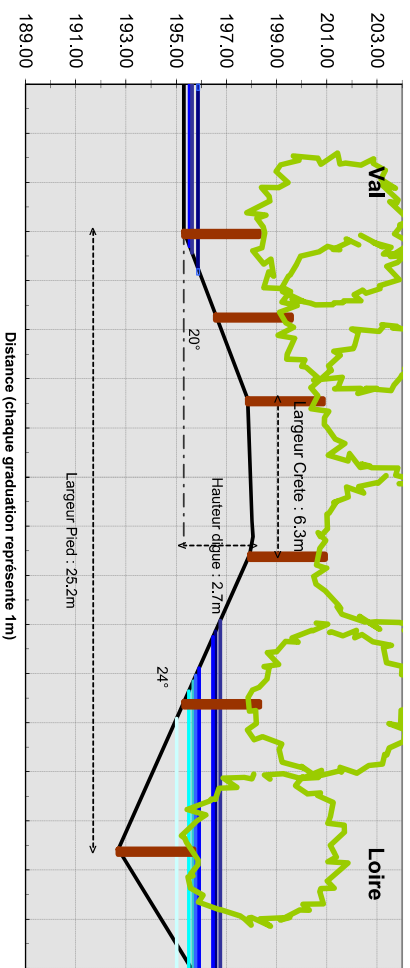 203.00
201.00
199.00
197.00
195.00
193.00
191.00
189.00
Val
Loire
Largeur Crete : 6.3m
Hauteur digue : 2.7m
20°
24°
Largeur Pied : 25.2m
Distance (chaque graduation représente 1m)